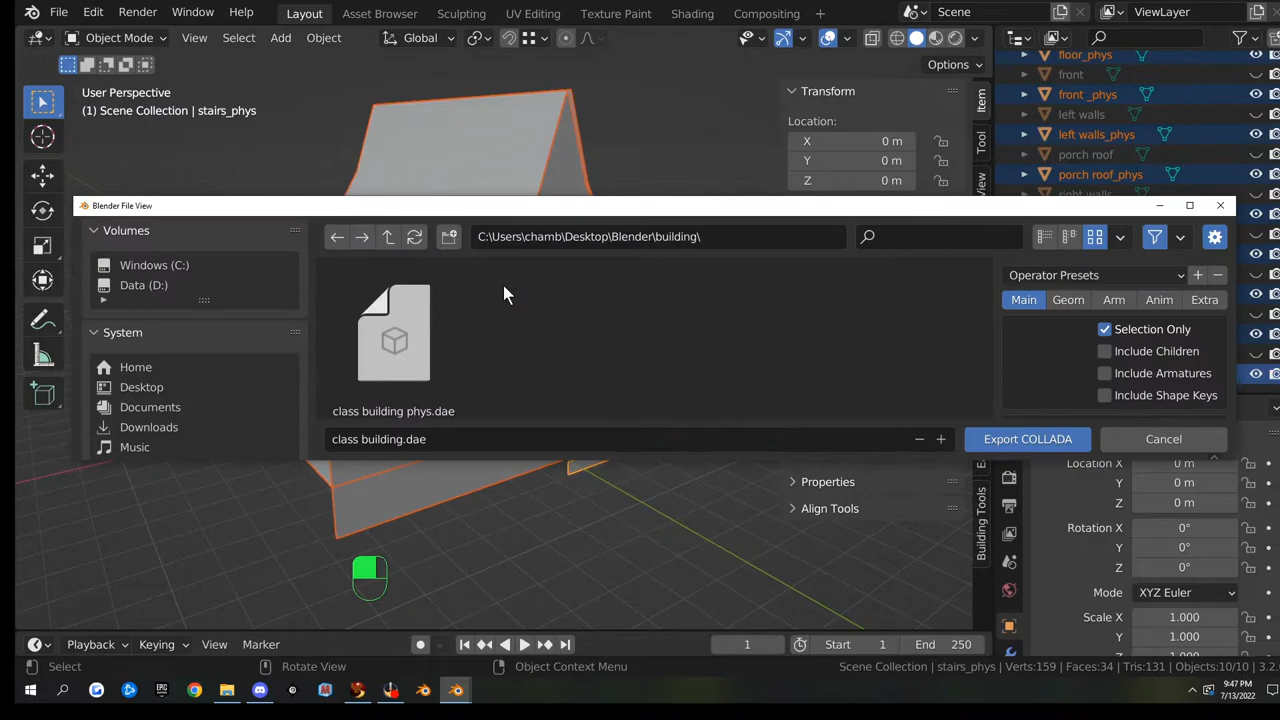 File Edit Render Window Help Layout Asset Browser Sculpting UV Editing Texture Paint Shading Compositing + Scene ViewLayer
Object Mode View Select Add Object Global
Options
User Perspective
(1) Scene Collection | stairs_phys
Transform
Location:
X 0 m
Y 0 m
Z 0 m
Item
Tool
View
floor_phys
front
front _phys
left walls
left walls_phys
porch roof
porch roof_phys
right walls
Blender File View
Volumes
Windows (C:)
Data (D:)
System
Home
Desktop
Documents
Downloads
Music
C:\Users\chamb\Desktop\Blender\building\
class building phys.dae
class building.dae
Operator Presets
Main Geom Arm Anim Extra
Selection Only
Include Children
Include Armatures
Include Shape Keys
Export COLLADA Cancel
Properties
Align Tools
Building Tools
Location X 0 m
Y 0 m
Z 0 m
Rotation X 0°
Y 0°
Z 0°
Mode XYZ Euler
Scale X 1.000
Y 1.000
Playback Keying View Marker 1 Start 1 End 250
Select Rotate View Object Context Menu Scene Collection | stairs_phys | Verts:159 | Faces:34 | Tris:131 | Objects:10/10 | 3.2
9:47 PM
7/13/2022